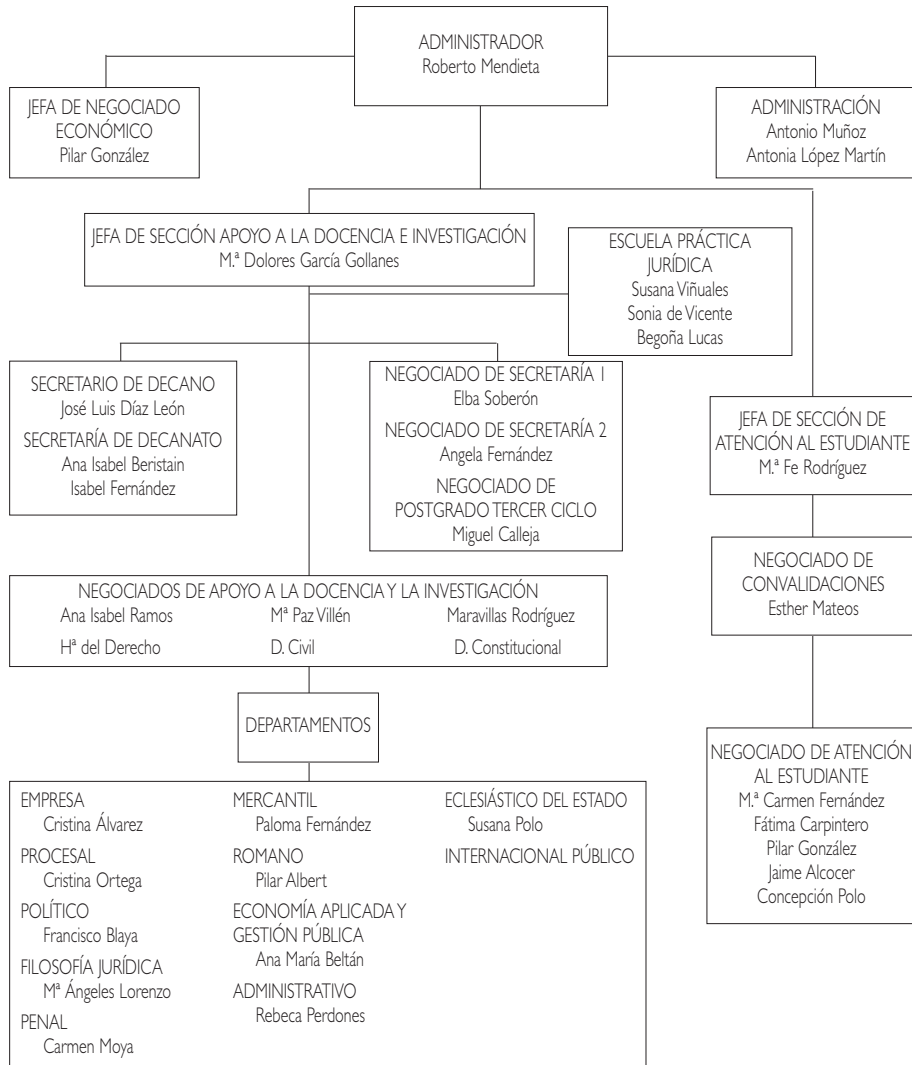 ADMINISTRADOR
Roberto Mendieta
JEFA DE NEGOCIADO
ECONÓMICO
Pilar González
ADMINISTRACIÓN
Antonio Muñoz
Antonia López Martín
JEFA DE SECCIÓN APOYO A LA DOCENCIA E INVESTIGACIÓN
M.ª Dolores García Gollanes
ESCUELA PRÁCTICA
JURÍDICA
Susana Viñuales
Sonia de Vicente
Begoña Lucas
SECRETARIO DE DECANO
José Luis Díaz León
SECRETARÍA DE DECANATO
Ana Isabel Beristain
Isabel Fernández
NEGOCIADO DE SECRETARÍA 1
Elba Soberón
NEGOCIADO DE SECRETARÍA 2
Angela Fernández
NEGOCIADO DE
POSTGRADO TERCER CICLO
Miguel Calleja
JEFA DE SECCIÓN DE
ATENCIÓN AL ESTUDIANTE
M.ª Fe Rodríguez
NEGOCIADO DE
CONVALIDACIONES
Esther Mateos
NEGOCIADOS DE APOYO A LA DOCENCIA Y LA INVESTIGACIÓN
Ana Isabel Ramos Mª Paz Villén Maravillas Rodríguez
Hª del Derecho D. Civil D. Constitucional
DEPARTAMENTOS
NEGOCIADO DE ATENCIÓN
AL ESTUDIANTE
M.ª Carmen Fernández
Fátima Carpintero
Pilar González
Jaime Alcocer
Concepción Polo
EMPRESA
Cristina Álvarez
PROCESAL
Cristina Ortega
POLÍTICO
Francisco Blaya
FILOSOFÍA JURÍDICA
Mª Ángeles Lorenzo
PENAL
Carmen Moya
MERCANTIL
Paloma Fernández
ROMANO
Pilar Albert
ECONOMÍA APLICADA Y
GESTIÓN PÚBLICA
Ana María Beltán
ADMINISTRATIVO
Rebeca Perdones
ECLESIÁSTICO DEL ESTADO
Susana Polo
INTERNACIONAL PÚBLICO